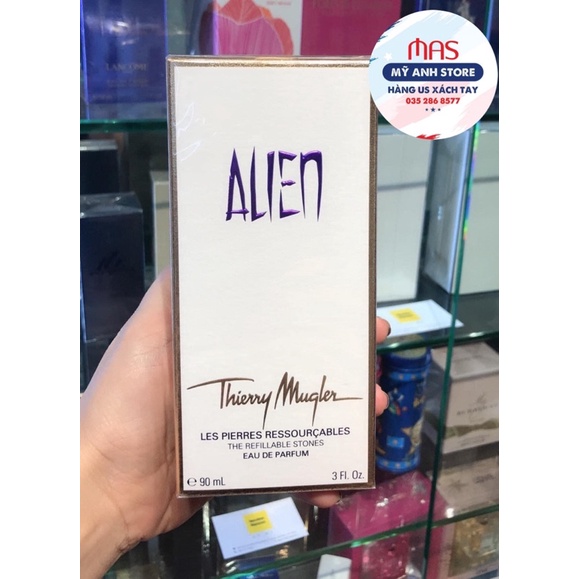 MAS
MỸ ANH STORE
HÀNG US XÁCH TAY
035 286 8577
LANCÔME
ALIEN
Thierry Mugler
LES PIERRES RESSOURÇABLES
THE REFILLABLE STONES
EAU DE PARFUM
e 90 mL 3 Fl. Oz.